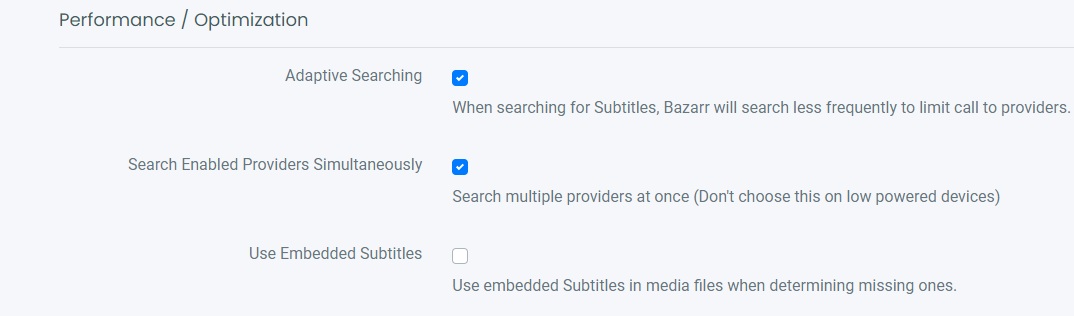 Performance / Optimization
Adaptive Searching
When searching for Subtitles, Bazarr will search less frequently to limit call to providers.
Search Enabled Providers Simultaneously
Search multiple providers at once (Don't choose this on low powered devices)
Use Embedded Subtitles
Use embedded Subtitles in media files when determining missing ones.